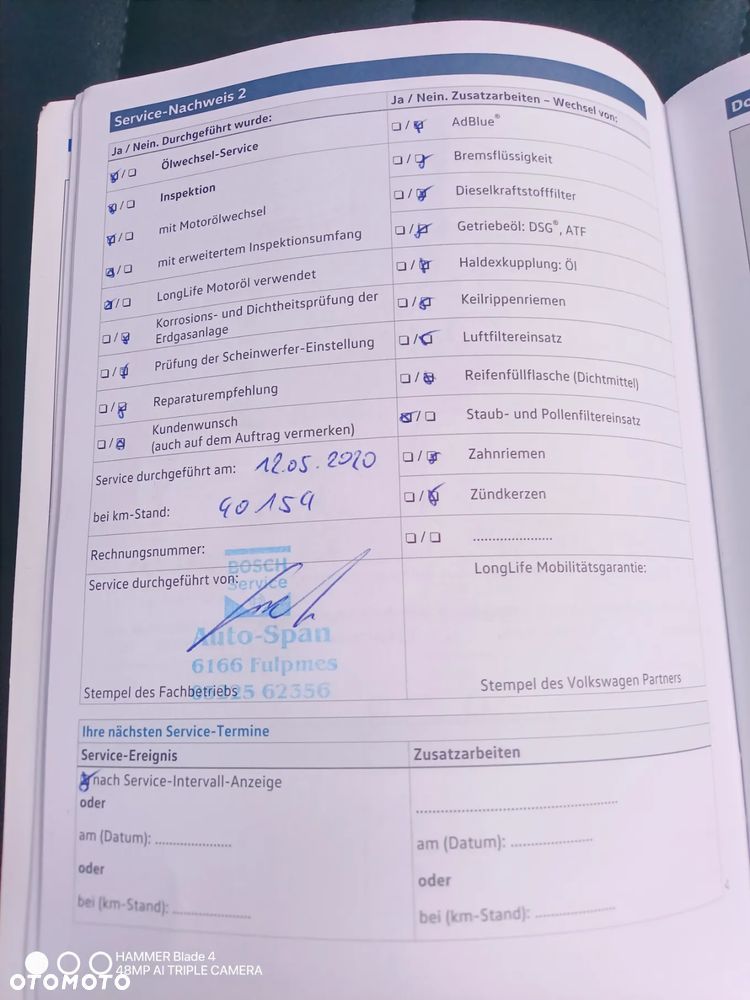 Service-Nachweis 2
Ja / Nein. Durchgeführt wurde:
Ölwechsel-Service
Inspektion
mit Motorölwechsel
mit erweitertem Inspektionsumfang
LongLife Motoröl verwendet
Korrosions- und Dichtheitsprüfung der
Erdgasanlage
Prüfung der Scheinwerfer-Einstellung
Reparaturempfehlung
Kundenwunsch
(auch auf dem Auftrag vermerken)
Service durchgeführt am: 12.05.2020
bei km-Stand: 40154
Rechnungsnummer:
Service durchgeführt von:
BOSCH
Service
Auto-Span
6166 Fulpmes
05225 62356
Stempel des Fachbetriebs
Ja / Nein. Zusatzarbeiten – Wechsel von:
AdBlue®
Bremsflüssigkeit
Dieselkraftstofffilter
Getriebeöl: DSG®, ATF
Haldexkupplung: Öl
Keilrippenriemen
Luftfiltereinsatz
Reifenfüllflasche (Dichtmittel)
Staub- und Pollenfiltereinsatz
Zahnriemen
Zündkerzen
.....................
LongLife Mobilitätsgarantie:
Stempel des Volkswagen Partners
Ihre nächsten Service-Termine
Service-Ereignis
nach Service-Intervall-Anzeige
oder
am (Datum): .....................
oder
bei (km-Stand): .....................
Zusatzarbeiten
.....................................................
am (Datum): .....................
oder
bei (km-Stand): .....................
Do
HAMMER Blade 4
48MP AI TRIPLE CAMERA
OTOMOTO